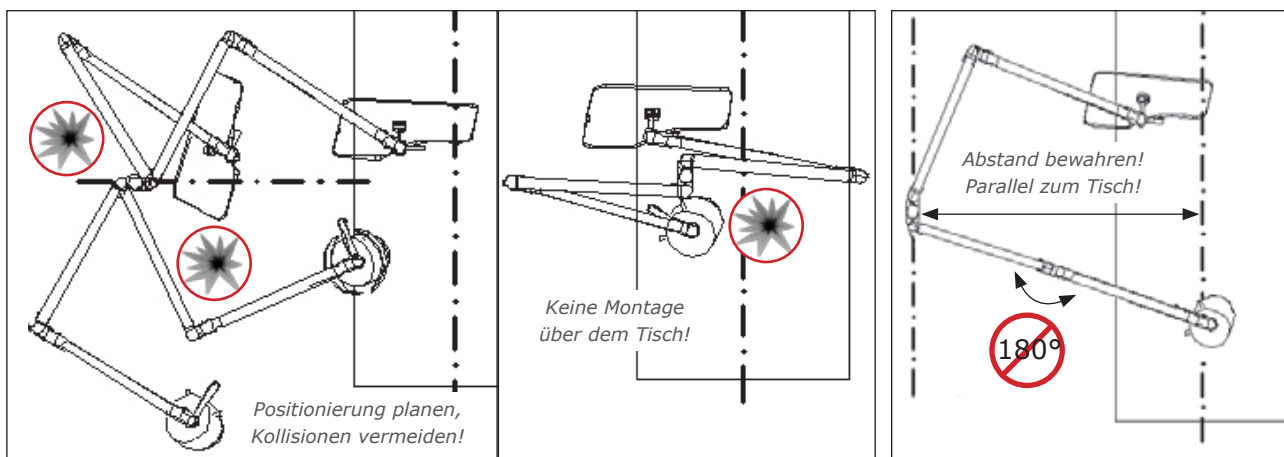 Positionierung planen,
Kollisionen vermeiden!
Keine Montage
über dem Tisch!
Abstand bewahren!
Parallel zum Tisch!
180°